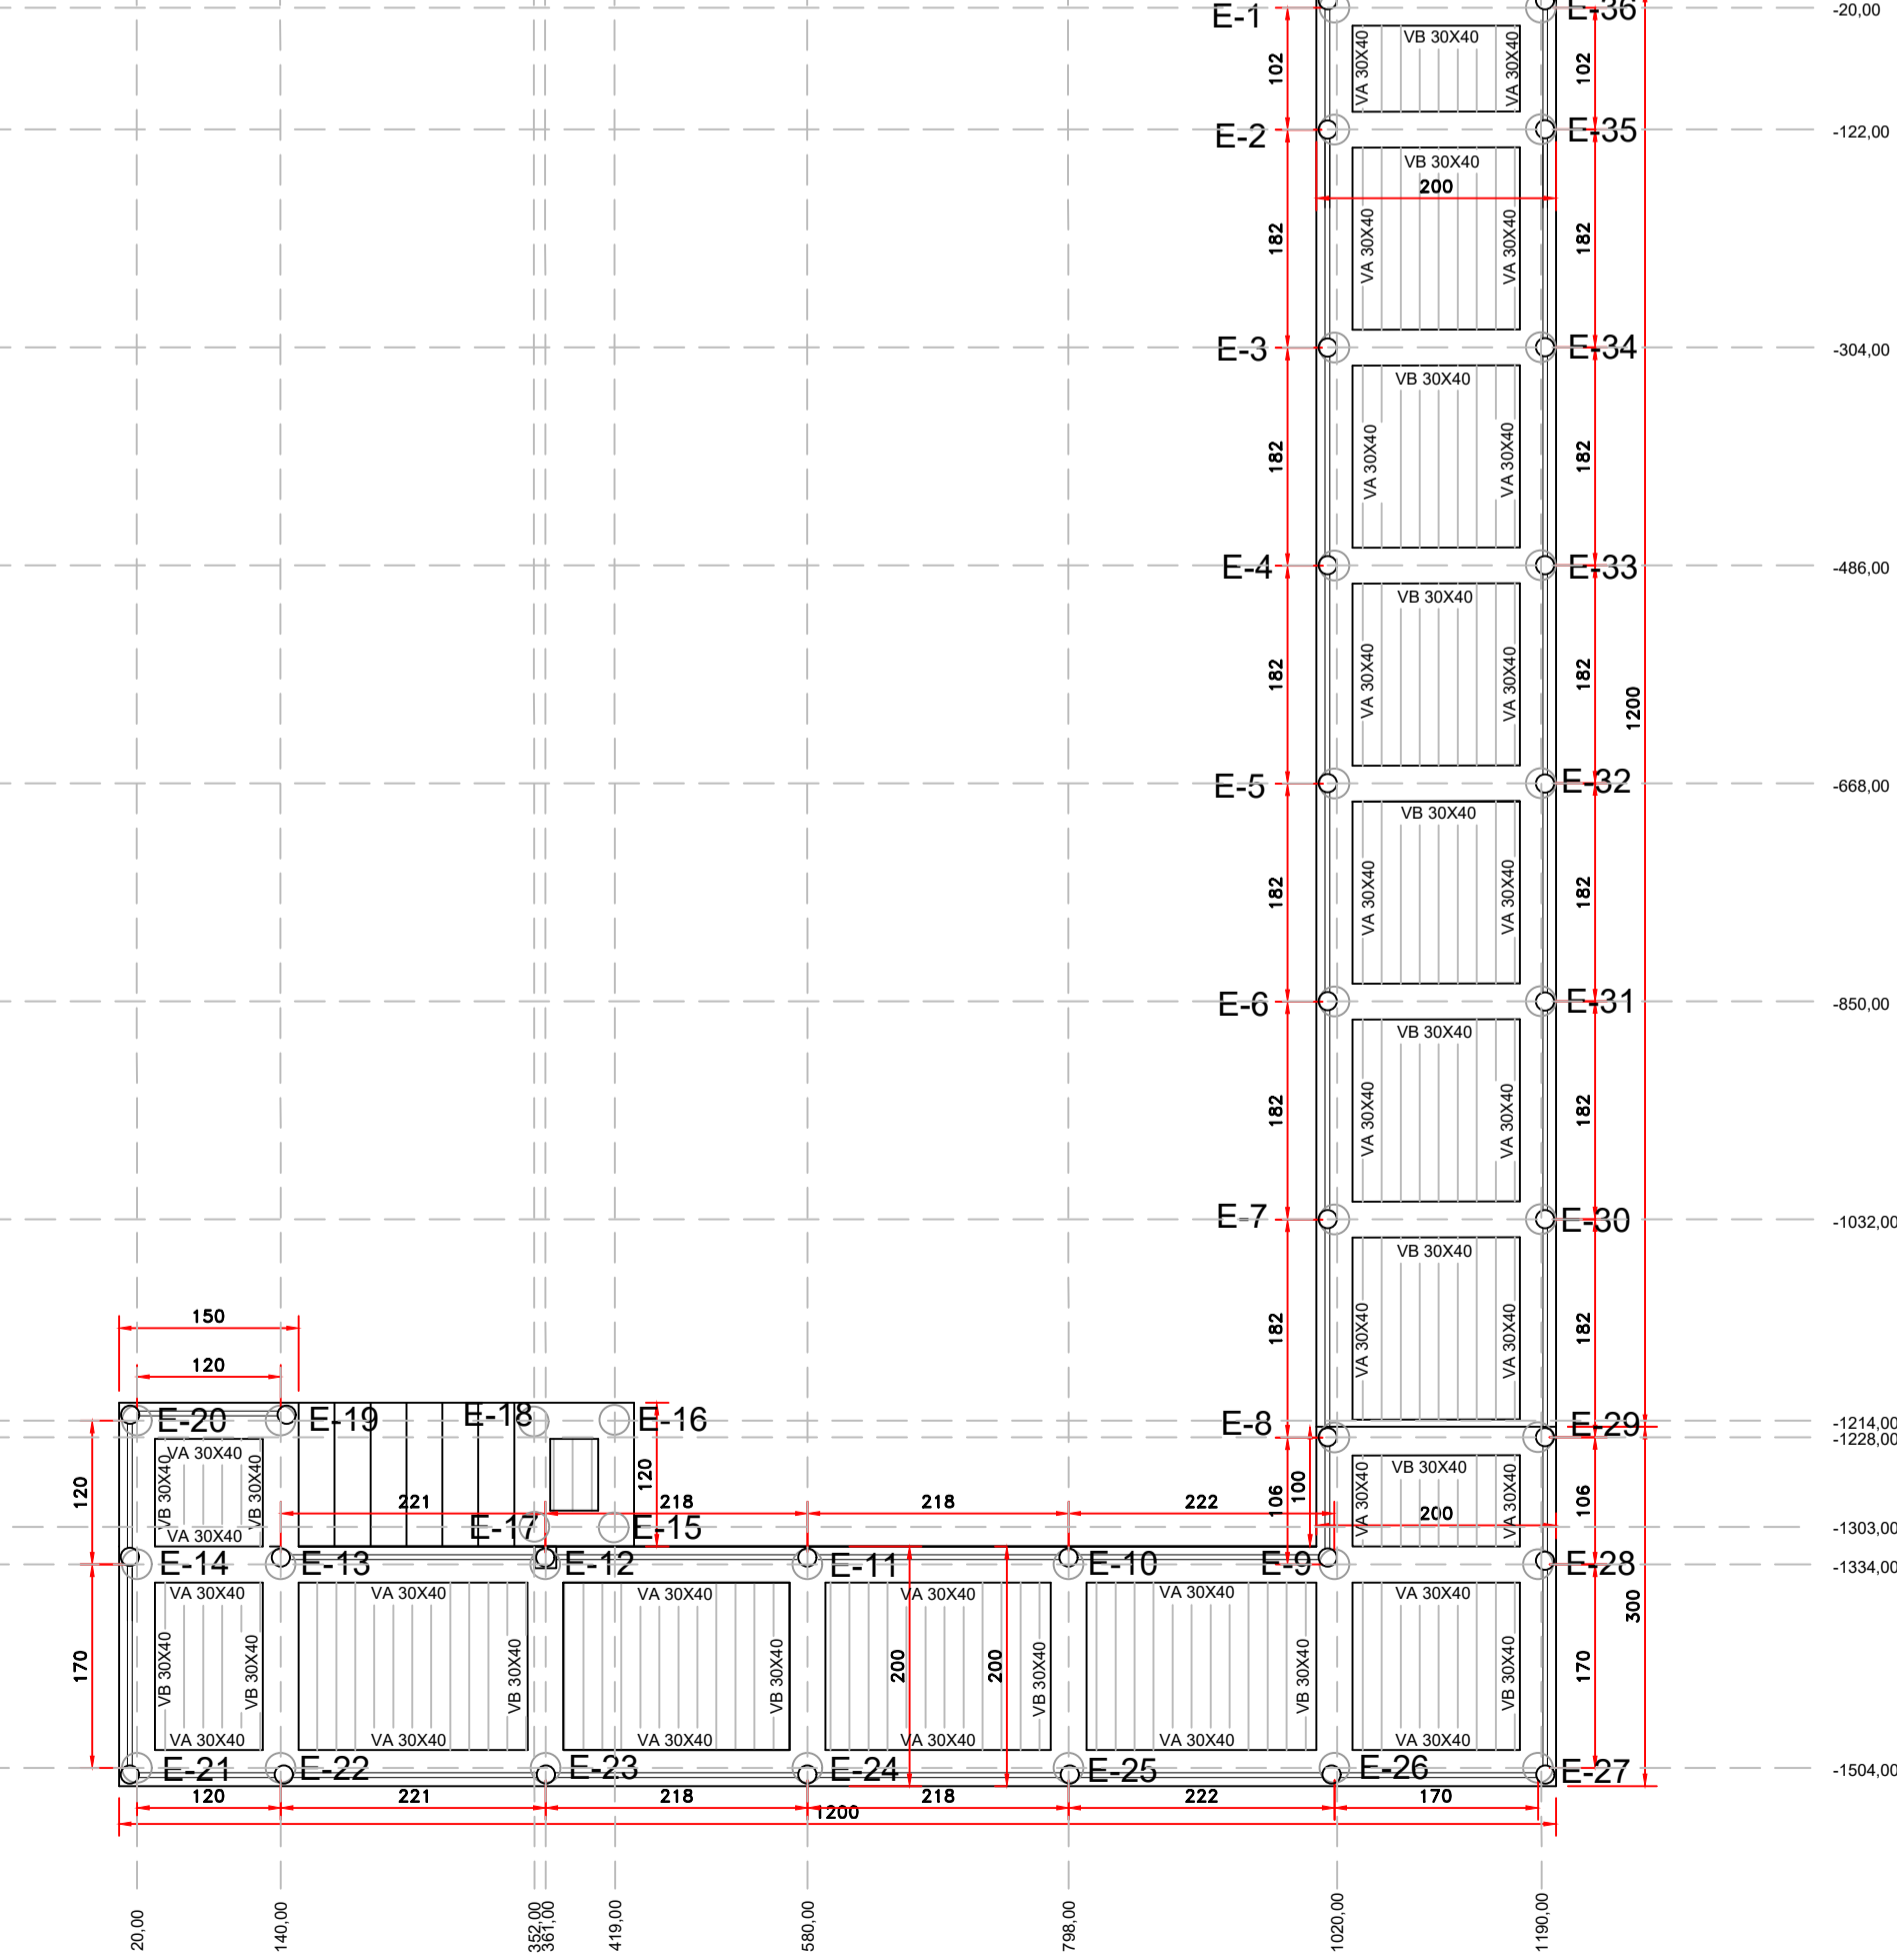 E-1
E-36
-20,00
VB 30X40
VA 30X40
VA 30X40
102
102
E-2
E-35
-122,00
VB 30X40
200
VA 30X40
VA 30X40
182
182
E-3
E-34
-304,00
VB 30X40
VA 30X40
VA 30X40
182
182
E-4
E-33
-486,00
VB 30X40
VA 30X40
VA 30X40
182
182
1200
E-5
E-32
-668,00
VB 30X40
VA 30X40
VA 30X40
182
182
E-6
E-31
-850,00
VB 30X40
VA 30X40
VA 30X40
182
182
E-7
E-30
-1032,00
VB 30X40
VA 30X40
VA 30X40
182
182
150
120
E-20
E-19
E-18
E-16
E-8
E-29
-1214,00
-1228,00
VA 30X40
VB 30X40
VB 30X40
VA 30X40
120
120
VB 30X40
VA 30X40
VA 30X40
106
100
106
221
218
218
222
200
E-17
E-15
-1303,00
E-14
E-13
E-12
E-11
E-10
E-9
E-28
-1334,00
300
VA 30X40
VA 30X40
VA 30X40
VA 30X40
VA 30X40
VA 30X40
170
VB 30X40
VB 30X40
VB 30X40
VB 30X40
200
200
VB 30X40
VB 30X40
VB 30X40
170
VA 30X40
VA 30X40
VA 30X40
VA 30X40
VA 30X40
VA 30X40
E-21
E-22
E-23
E-24
E-25
E-26
E-27
-1504,00
120
221
218
218
222
170
1200
20,00
140,00
352,00
361,00
419,00
580,00
798,00
1020,00
1190,00